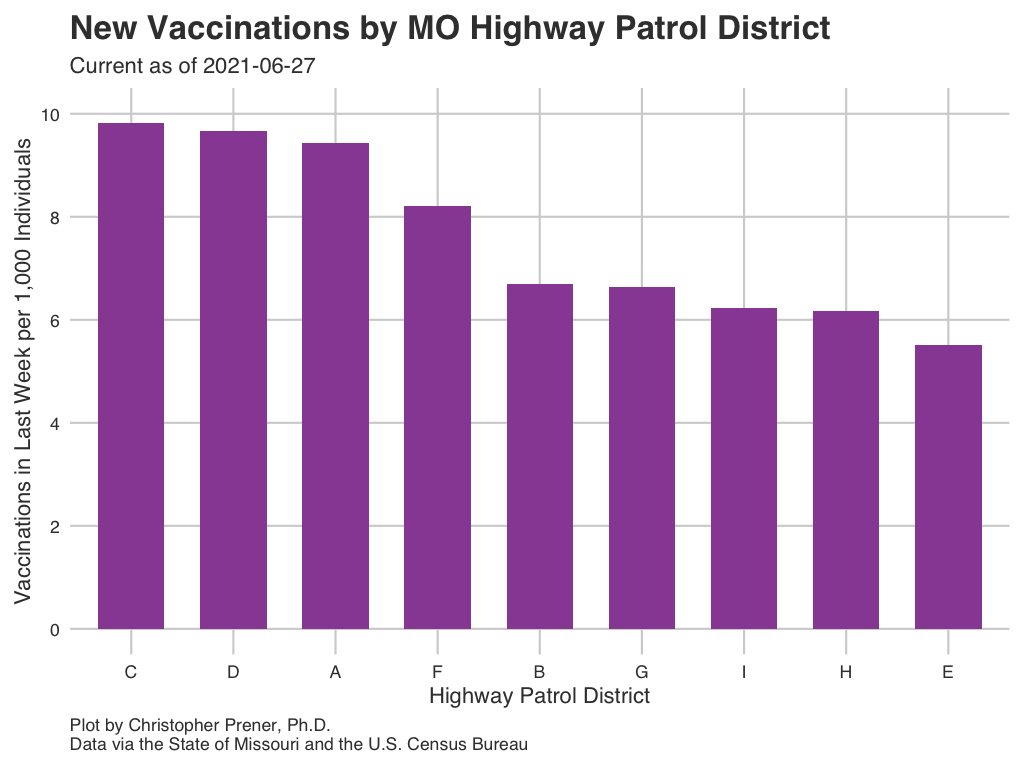 New Vaccinations by MO Highway Patrol District
Current as of 2021-06-27
Vaccinations in Last Week per 1,000 Individuals
10
8
6
4
2
0
C D A F B G I H E
Highway Patrol District
Plot by Christopher Prener, Ph.D.
Data via the State of Missouri and the U.S. Census Bureau